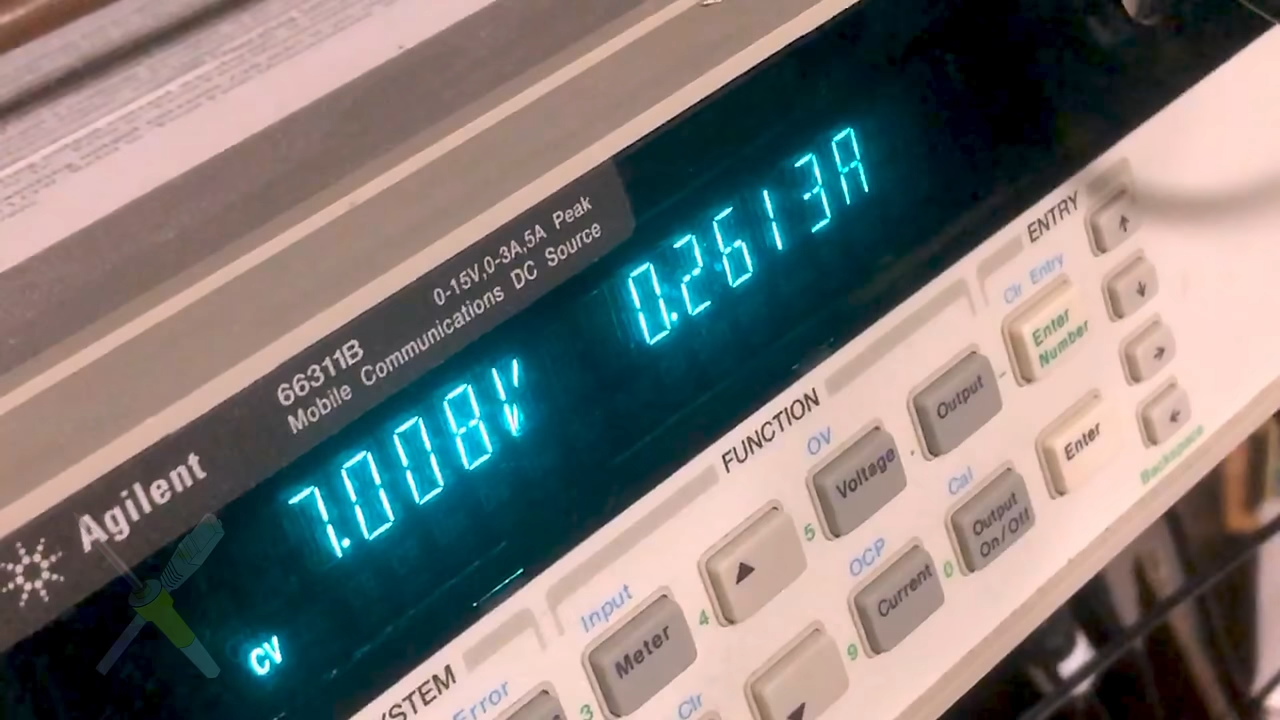 Agilent
66311B
0-15V,0-3A,5A Peak
Mobile Communications DC Source
7.008V 0.2613A
CV
FUNCTION
ENTRY
Input
Meter
4
5
OV
Voltage
.
Output
-
Clr Entry
Enter
Number
↑
↓
→
←
Backspace
Error
3
Clr
9
OCP
Current
0
Cal
Output
On/Off
Enter